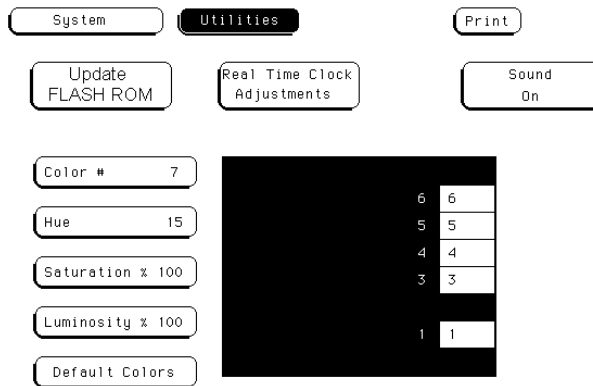 System Utilities Print
Update
FLASH ROM
Real Time Clock
Adjustments
Sound
On
Color # 7
Hue 15
Saturation % 100
Luminosity % 100
Default Colors
6 6
5 5
4 4
3 3
1 1